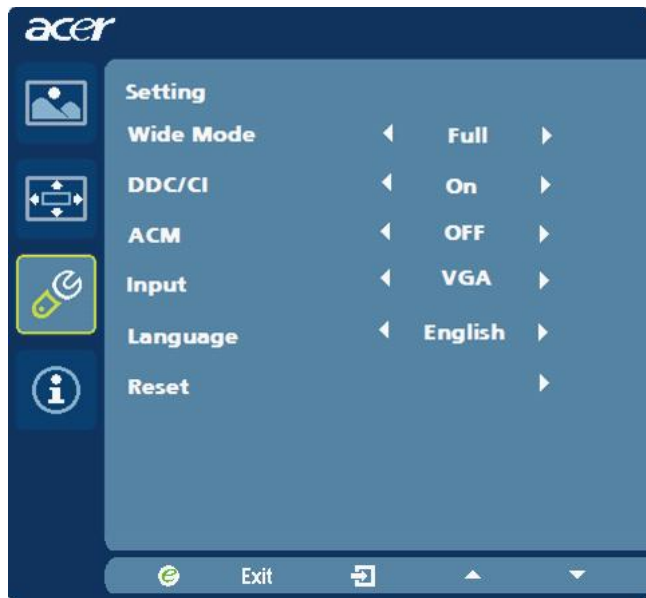 acer
Setting
Wide Mode Full
DDC/CI On
ACM OFF
Input VGA
Language English
Reset
e Exit